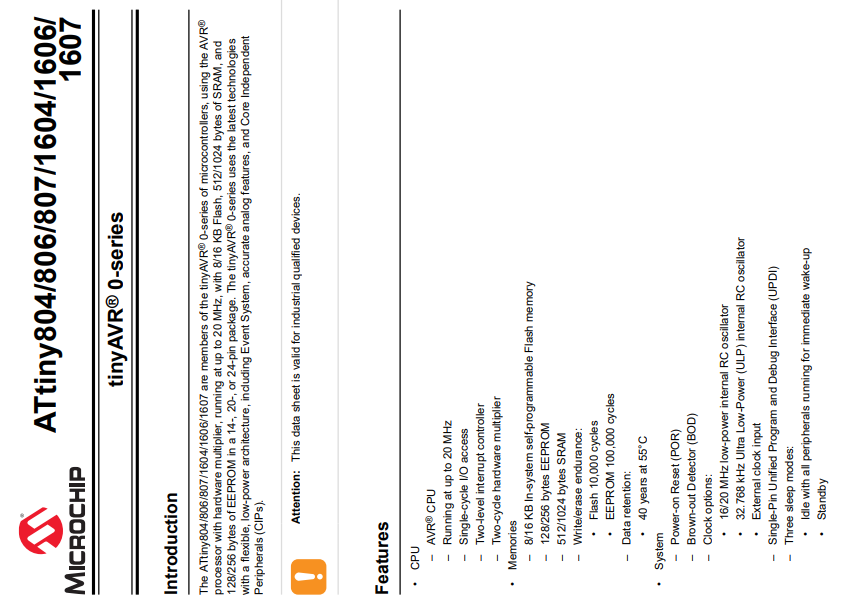 MICROCHIP
ATtiny804/806/807/1604/1606/
1607
tinyAVR® 0-series
Introduction
The ATtiny804/806/807/1604/1606/1607 are members of the tinyAVR® 0-series of microcontrollers, using the AVR®
processor with hardware multiplier, running at up to 20 MHz, with 8/16 KB Flash, 512/1024 bytes of SRAM, and
128/256 bytes of EEPROM in a 14-, 20-, or 24-pin package. The tinyAVR® 0-series uses the latest technologies
with a flexible, low-power architecture, including Event System, accurate analog features, and Core Independent
Peripherals (CIPs).
Attention: This data sheet is valid for industrial qualified devices.
Features
• CPU
– AVR® CPU
– Running at up to 20 MHz
– Single-cycle I/O access
– Two-level interrupt controller
– Two-cycle hardware multiplier
• Memories
– 8/16 KB In-system self-programmable Flash memory
– 128/256 bytes EEPROM
– 512/1024 bytes SRAM
– Write/erase endurance:
• Flash 10,000 cycles
• EEPROM 100,000 cycles
– Data retention:
• 40 years at 55°C
• System
– Power-on Reset (POR)
– Brown-out Detector (BOD)
– Clock options:
• 16/20 MHz low-power internal RC oscillator
• 32.768 kHz Ultra Low-Power (ULP) internal RC oscillator
• External clock input
– Single-Pin Unified Program and Debug Interface (UPDI)
– Three sleep modes:
• Idle with all peripherals running for immediate wake-up
• Standby